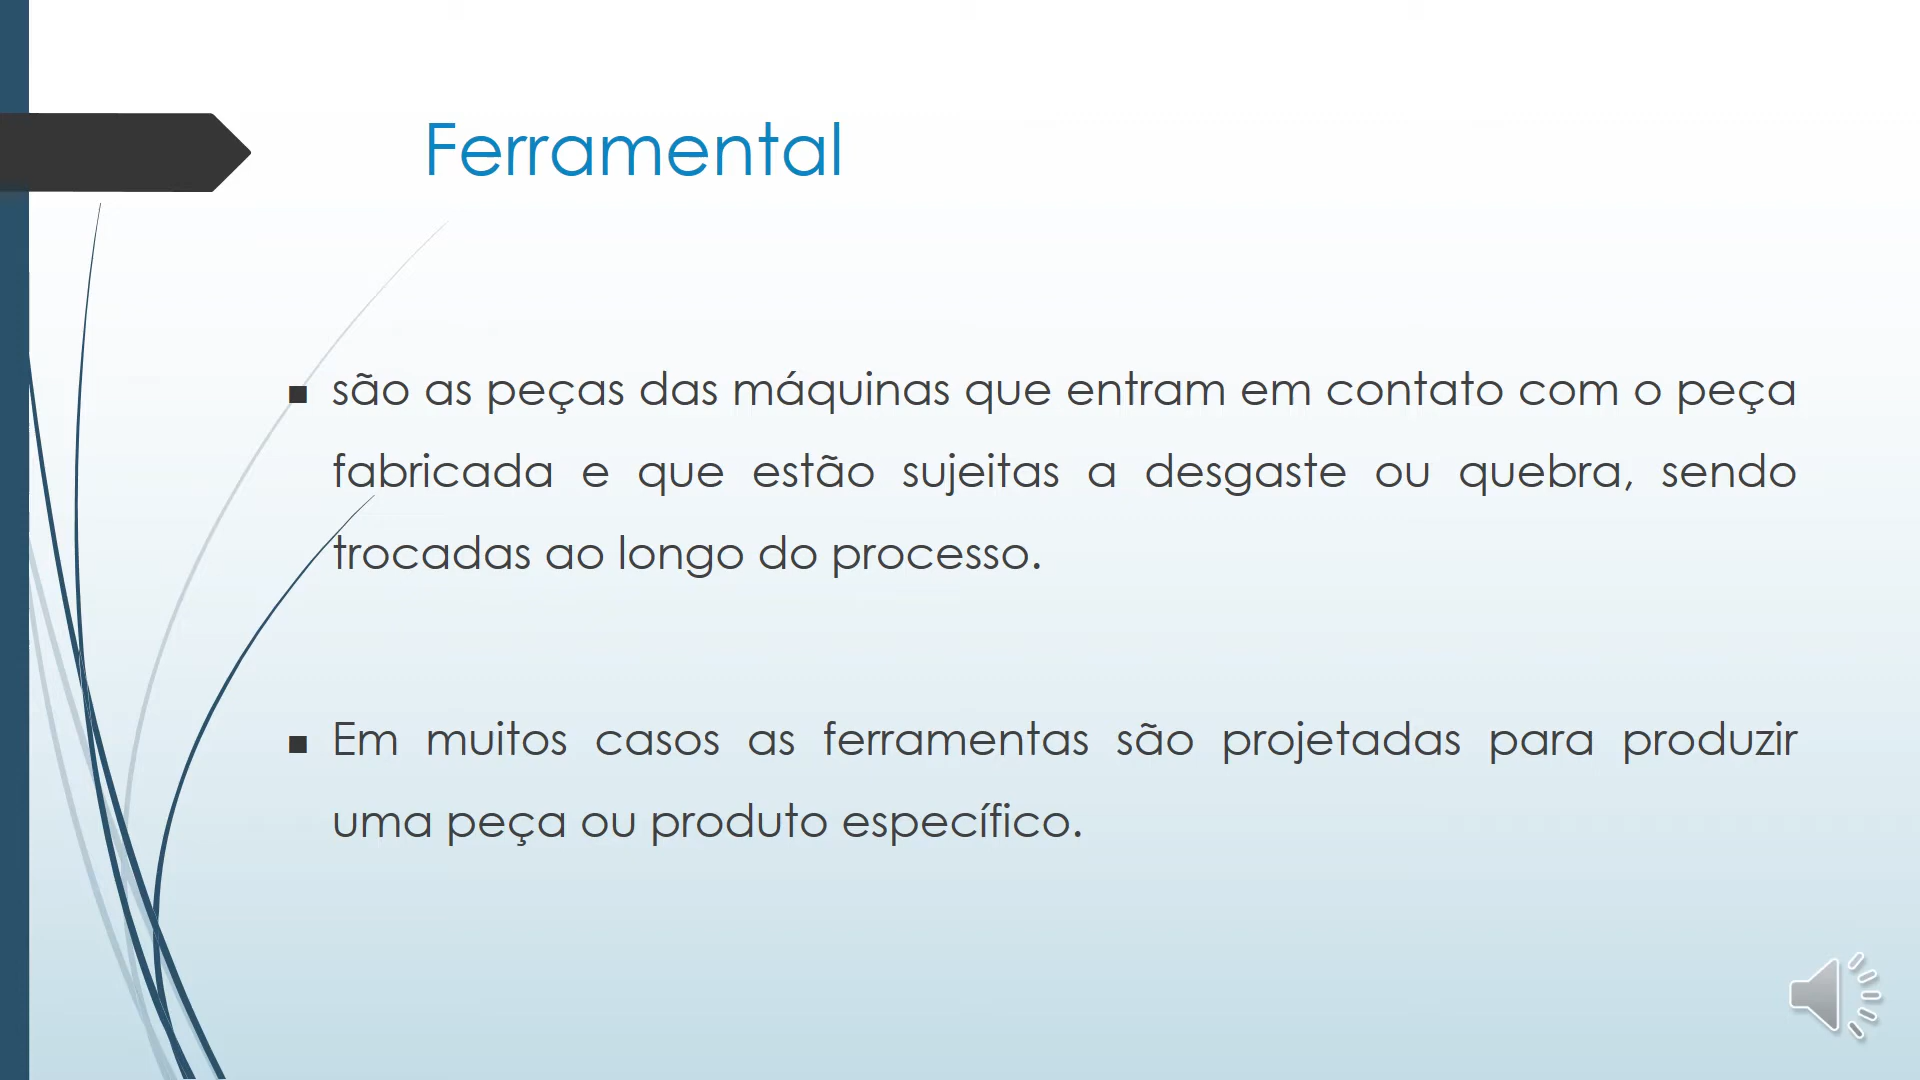 Ferramental
▪ são as peças das máquinas que entram em contato com o peça
fabricada e que estão sujeitas a desgaste ou quebra, sendo
trocadas ao longo do processo.
▪ Em muitos casos as ferramentas são projetadas para produzir
uma peça ou produto específico.